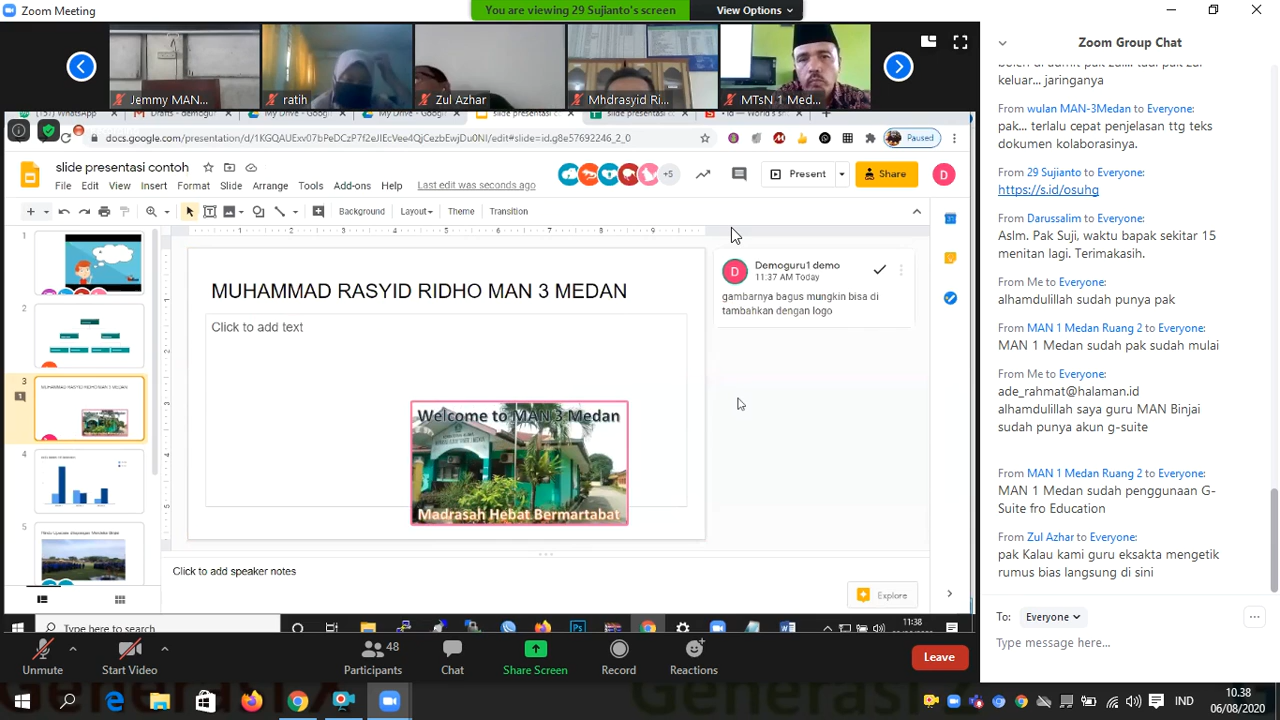 Zoom Meeting
You are viewing 29 Sujianto's screen
View Options
Jemmy MAN...
ratih
Zul Azhar
Mhdrasyid Ri...
MTsN 1 Med...
docs.google.com/presentation/d/1KGQAUExv07bPeDCzP7f2eJIEcVee4QjCezbEwjDu0NI/edit#slide=id.g8e57692246_2_0
Paused
slide presentasi contoh
+5
Present
Share
D
File Edit View Insert Format Slide Arrange Tools Add-ons Help Last edit was seconds ago
Background Layout Theme Transition
1
2
3
4
5
MUHAMMAD RASYID RIDHO MAN 3 MEDAN
Click to add text
Welcome to MAN 3 Medan
Madrasah Hebat Bermartabat
D
Demoguru1 demo
11:37 AM Today
gambarnya bagus mungkin bisa di
tambahkan dengan logo
Click to add speaker notes
Explore
Type here to search
11:38
Unmute
Start Video
48
Participants
Chat
Share Screen
Record
Reactions
Leave
Zoom Group Chat
keluar... jaringanya
From wulan MAN-3Medan to Everyone:
pak... terlalu cepat penjelasan ttg teks
dokumen kolaborasinya.
From 29 Sujianto to Everyone:
https://s.id/osuhg
From Darussalim to Everyone:
Aslm. Pak Suji, waktu bapak sekitar 15
menitan lagi. Terimakasih.
From Me to Everyone:
alhamdulillah sudah punya pak
From MAN 1 Medan Ruang 2 to Everyone:
MAN 1 Medan sudah pak sudah mulai
From Me to Everyone:
ade_rahmat@halaman.id
alhamdulillah saya guru MAN Binjai
sudah punya akun g-suite
From MAN 1 Medan Ruang 2 to Everyone:
MAN 1 Medan sudah penggunaan G-
Suite fro Education
From Zul Azhar to Everyone:
pak Kalau kami guru eksakta mengetik
rumus bias langsung di sini
To: Everyone
Type message here...
IND
10.38
06/08/2020